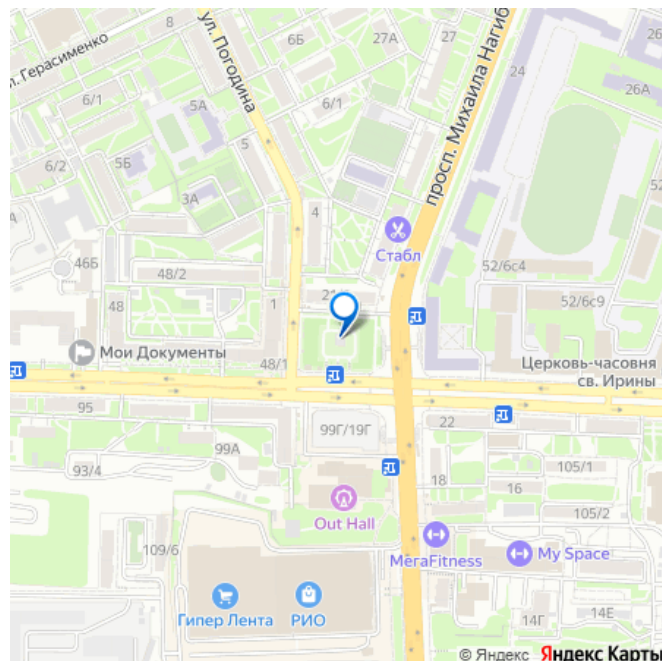 8
6Б
27А
ул. Погодина
л. Герасименко
6/1
5А
6/1
просп. Михаила Нагиб
24
26А
5
5Б
6/2
3А
4
А
Стабл
52/6с4
46Б
48/2
52/6с9
48
1
Мои Документы
48/1
Церковь-часовня
св. Ирины
95
99Г/19Г
22
99А
93/4
105/1
18
16
105/2
Out Hall
109/6
МегаFitness
My Space
Гипер Лента
РИО
14Г
14Е
© Яндекс Яндекс Карты